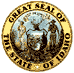 GREAT SEAL OF
THE STATE OF IDAHO